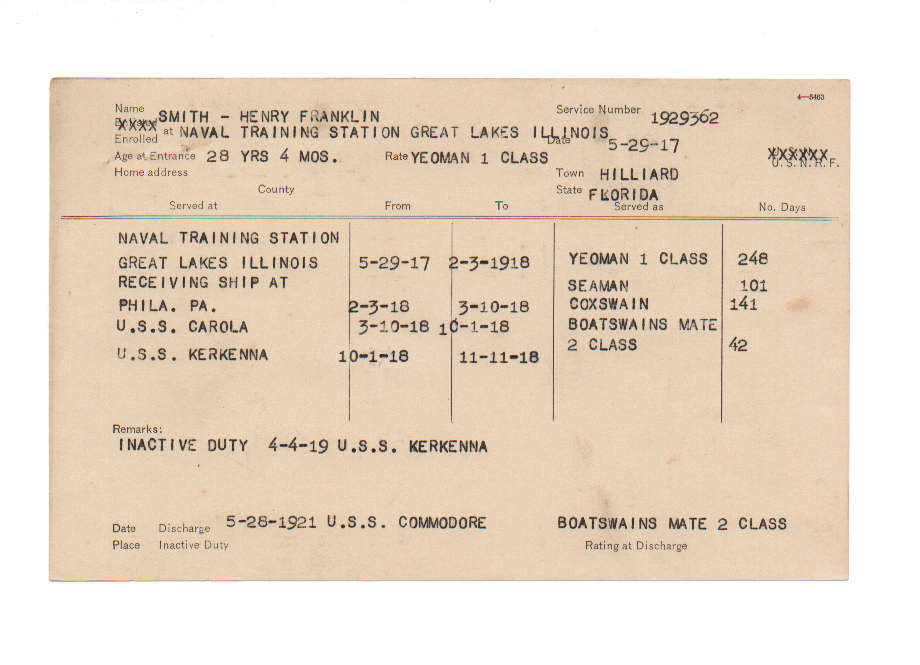 4—5463
Name SMITH - HENRY FRANKLIN Service Number 1929362
XXXX
Enrolled at NAVAL TRAINING STATION GREAT LAKES ILLINOIS Date 5-29-17
Age at Entrance 28 YRS 4 MOS. Rate YEOMAN 1 CLASS XXXXXX
U.S.N.R.F.
Home address Town HILLIARD
County State FLORIDA
Served at From To Served as No. Days
NAVAL TRAINING STATION
GREAT LAKES ILLINOIS 5-29-17 2-3-1918 YEOMAN 1 CLASS 248
RECEIVING SHIP AT SEAMAN 101
PHILA. PA. 2-3-18 3-10-18 COXSWAIN 141
U.S.S. CAROLA 3-10-18 10-1-18 BOATSWAINS MATE
2 CLASS 42
U.S.S. KERKENNA 10-1-18 11-11-18
Remarks:
INACTIVE DUTY 4-4-19 U.S.S. KERKENNA
Date Discharge 5-28-1921 U.S.S. COMMODORE BOATSWAINS MATE 2 CLASS
Place Inactive Duty Rating at Discharge